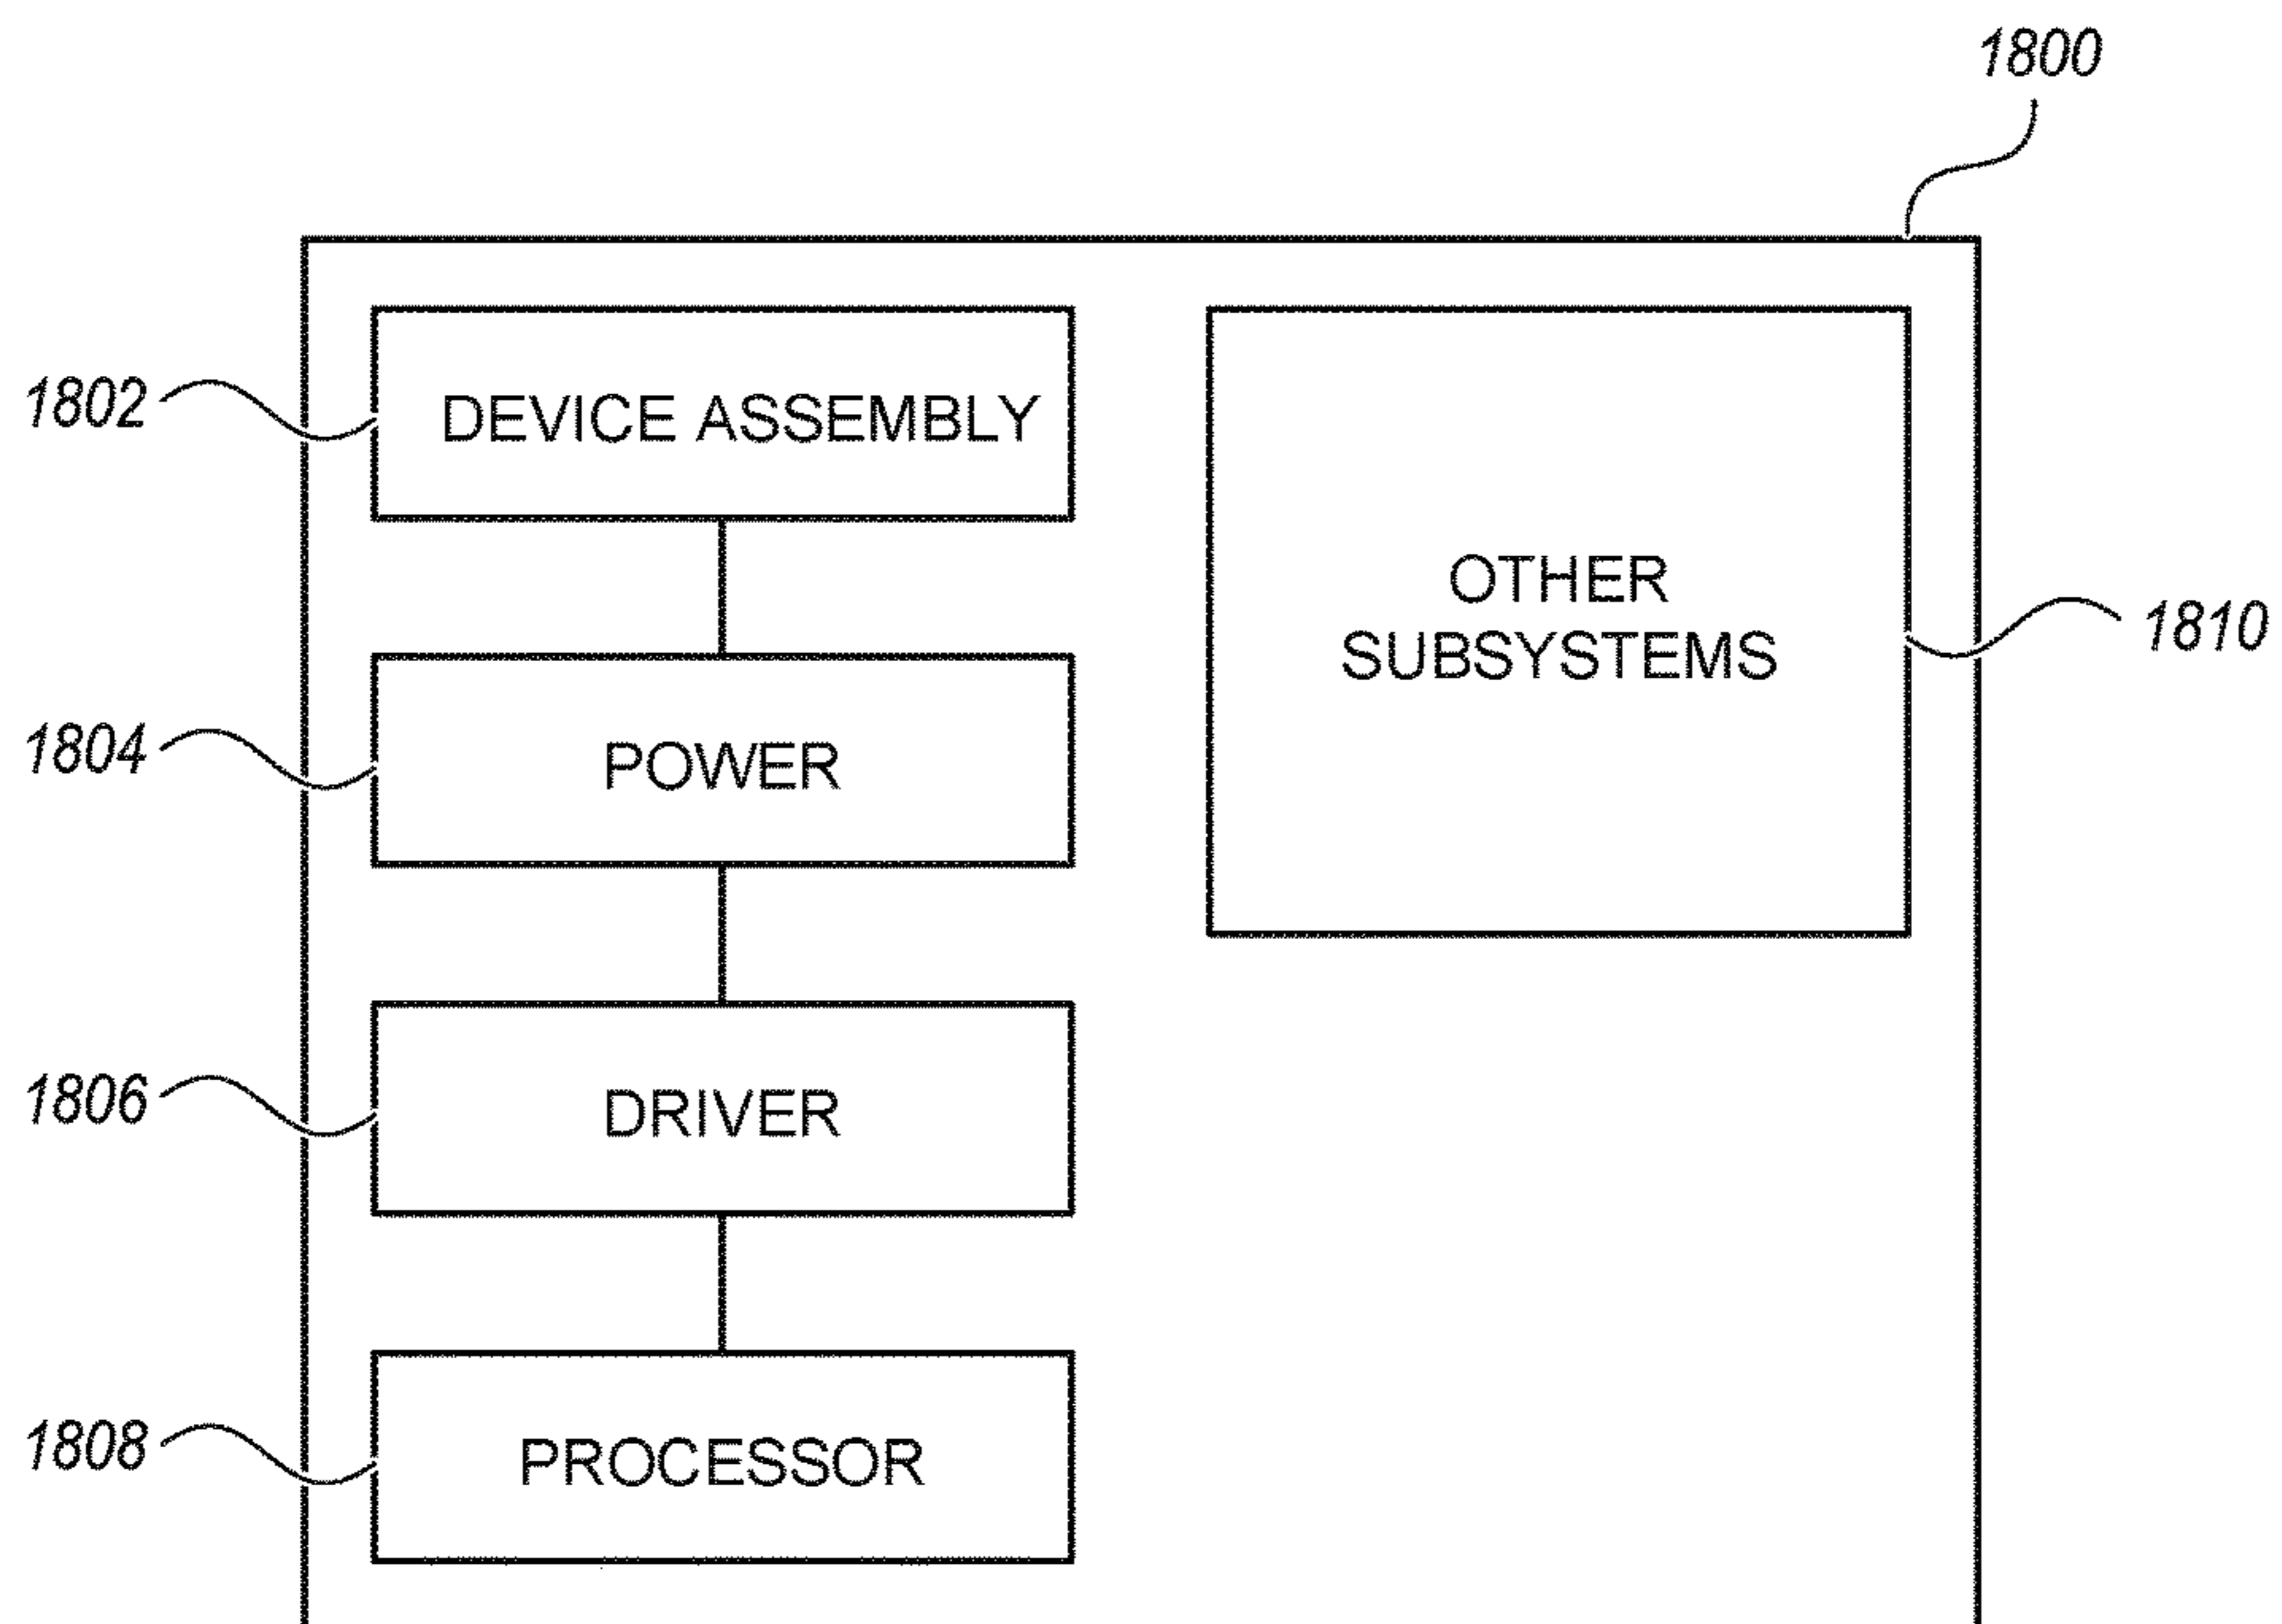 1800
1802
DEVICE ASSEMBLY
OTHER
SUBSYSTEMS
1810
1804
POWER
1806
DRIVER
1808
PROCESSOR